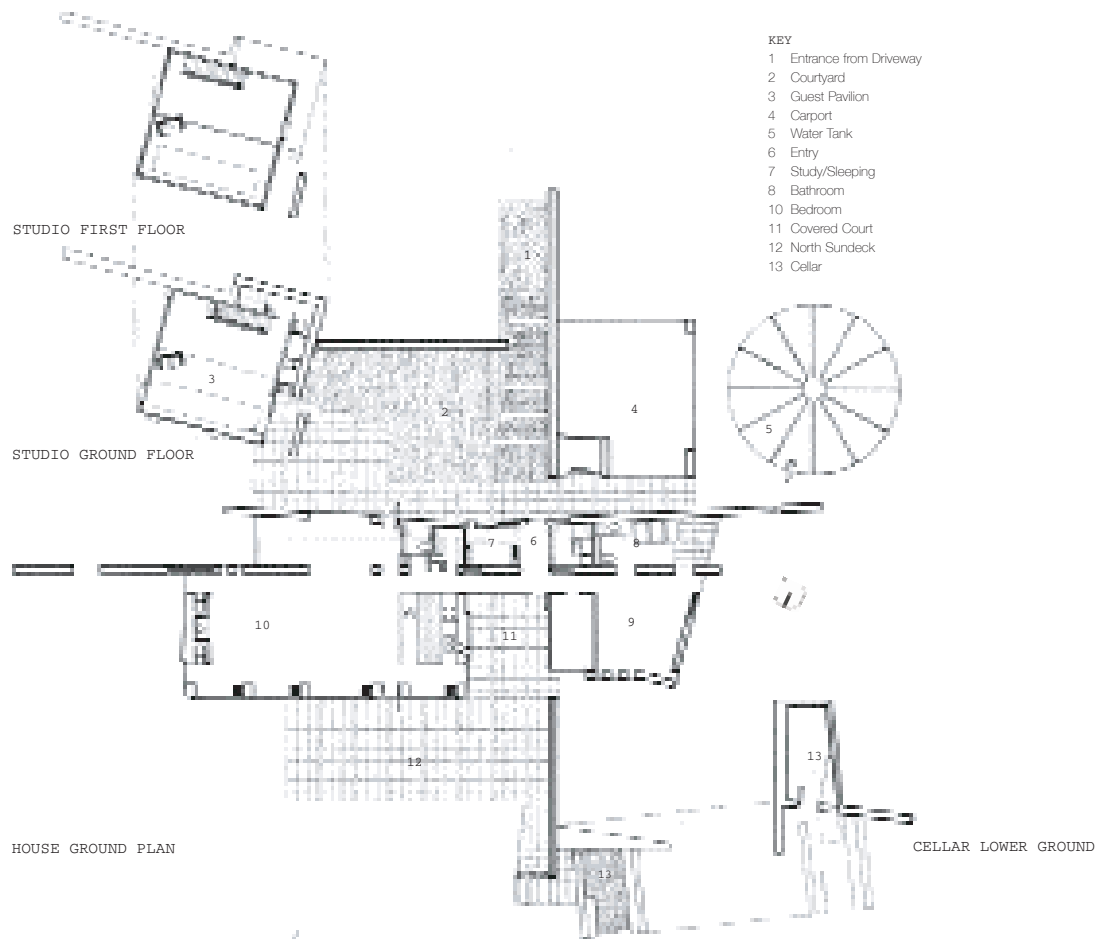 KEY
1 Entrance from Driveway
2 Courtyard
3 Guest Pavilion
4 Carport
5 Water Tank
6 Entry
7 Study/Sleeping
8 Bathroom
10 Bedroom
11 Covered Court
12 North Sundeck
13 Cellar
STUDIO FIRST FLOOR
1
3
2
4
5
STUDIO GROUND FLOOR
7
6
8
10
11
9
12
13
HOUSE GROUND PLAN
CELLAR LOWER GROUND
13